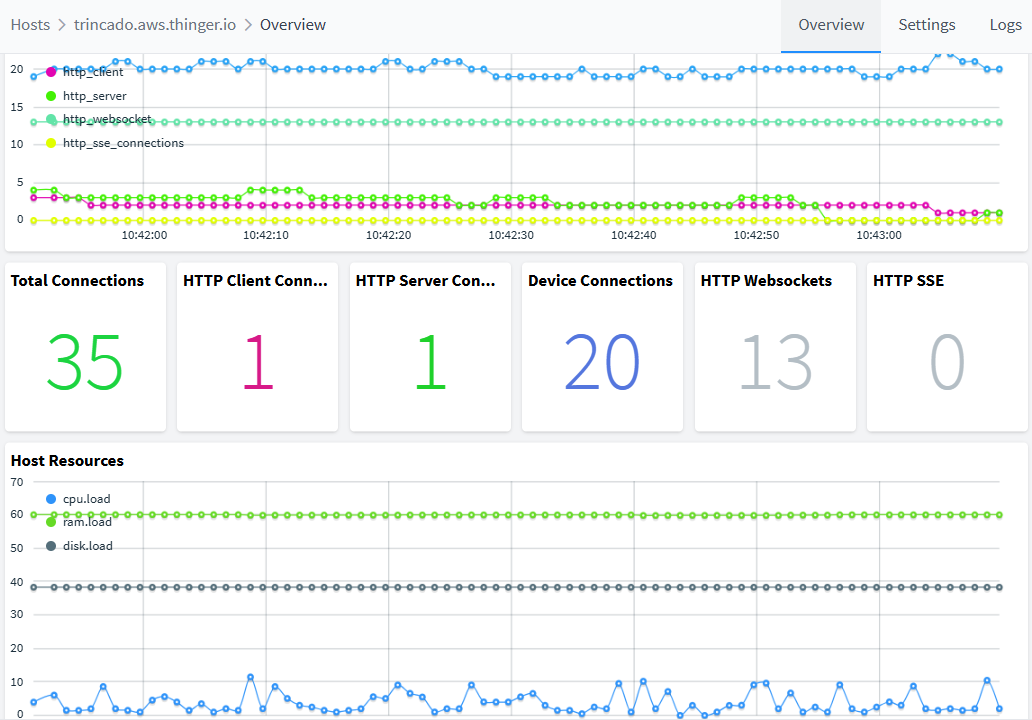 Hosts > trincado.aws.thinger.io > Overview
Overview Settings Logs
20
http_client
http_server
15
http_websocket
10
http_sse_connections
5
0
10:42:00 10:42:10 10:42:20 10:42:30 10:42:40 10:42:50 10:43:00
Total Connections HTTP Client Conn... HTTP Server Con... Device Connections HTTP Websockets HTTP SSE
35 1 1 20 13 0
Host Resources
70
cpu.load
60
ram.load
50
disk.load
40
30
20
10
0